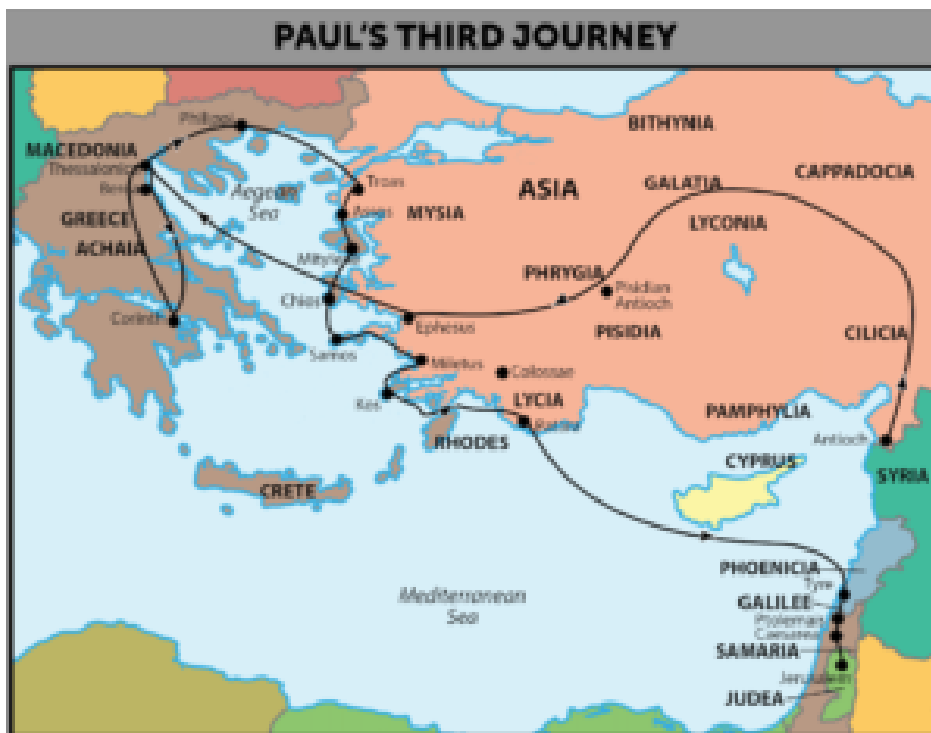 PAUL'S THIRD JOURNEY
Philippi
BITHYNIA
MACEDONIA
Thessalonica
CAPPADOCIA
Troas
ASIA
GALATIA
Aegean
Sea
Assos
MYSIA
GREECE
LYCONIA
ACHAIA
PHRYGIA
Pisidian
Antioch
Chios
Corinth
Ephesus
PISIDIA
CILICIA
Samos
Miletus
Colossae
Kos
LYCIA
PAMPHYLIA
RHODES
Antioch
CYPRUS
SYRIA
CRETE
PHOENICIA
Tyre
Mediterranean
Sea
GALILEE
Caesarea
SAMARIA
Jerusalem
JUDEA